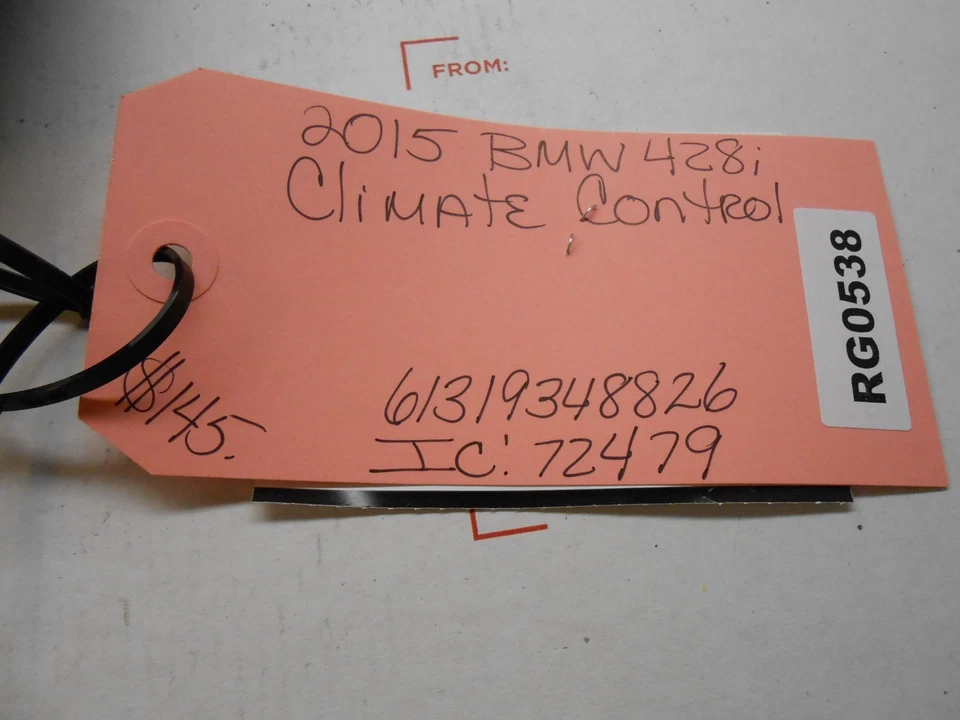 FROM:
2015 BMW 428i
CliMAtE ContRol
RG0538
$145.
61319348826
IC: 72479